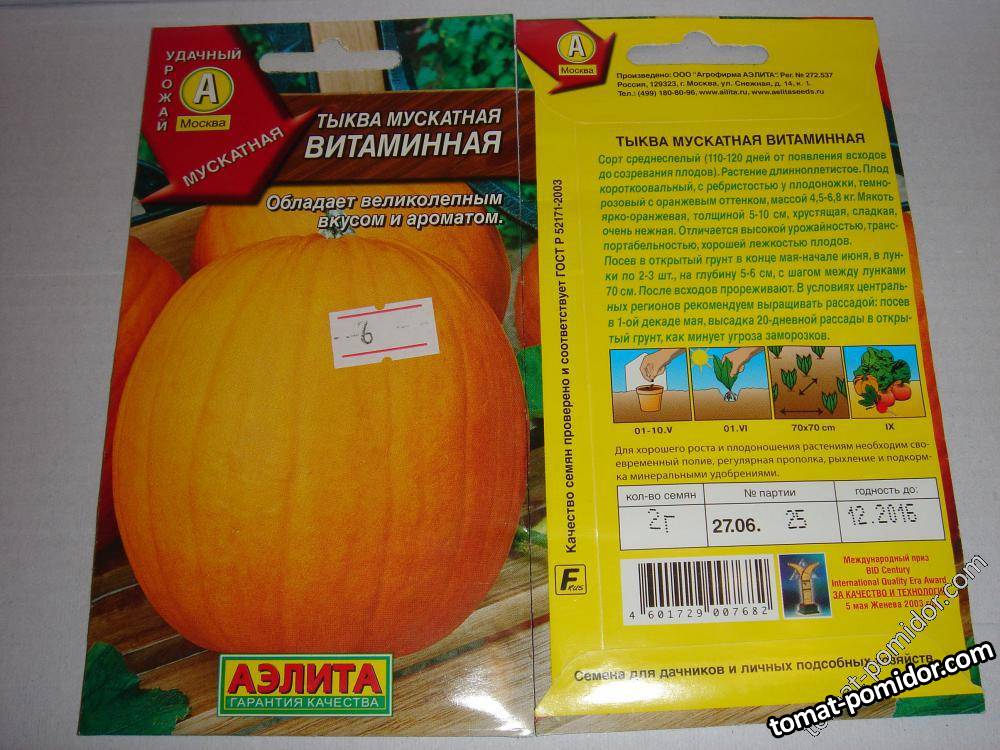 УДАЧНЫЙ
УРОЖАЙ
А
Москва
МУСКАТНАЯ
ТЫКВА МУСКАТНАЯ
ВИТАМИННАЯ
Обладает великолепным
вкусом и ароматом.
6
АЭЛИТА
ГАРАНТИЯ КАЧЕСТВА
А
Москва
Произведено: ООО "Агрофирма АЭЛИТА". Рег. № 272.537
Россия, 129323, г. Москва, ул. Снежная, д. 14, к. 1.
Тел.: (499) 180-80-96, www.ailita.ru, www.aelitaseeds.ru
ТЫКВА МУСКАТНАЯ ВИТАМИННАЯ
Сорт среднеспелый (110-120 дней от появления всходов
до созревания плодов). Растение длинноплетистое. Плод
короткоовальный, с ребристостью у плодоножки, темно-
розовый с оранжевым оттенком, массой 4,5-6,8 кг. Мякоть
ярко-оранжевая, толщиной 5-10 см, хрустящая, сладкая,
очень нежная. Отличается высокой урожайностью, транс-
портабельностью, хорошей лежкостью плодов.
Посев в открытый грунт в конце мая-начале июня, в лун-
ки по 2-3 шт., на глубину 5-6 см, с шагом между лунками
70 см. После всходов прореживают. В условиях централь-
ных регионов рекомендуем выращивать рассадой: посев
в 1-ой декаде мая, высадка 20-дневной рассады в откры-
тый грунт, как минует угроза заморозков.
01-10.V 01.VI 70x70 cm IX
Для хорошего роста и плодоношения растениям необходим сво-
евременный полив, регулярная прополка, рыхление и подкорм-
ка минеральными удобрениями.
кол-во семян № партии годность до:
2г 27.06. 25 12.2016
Качество семян проверено и соответствует ГОСТ Р 52171-2003
F
RUS
4 601729 007682
Международный приз
BID Century
International Quality Era Award
ЗА КАЧЕСТВО И ТЕХНОЛОГИ
5 мая Женева 2003 г.
Семена для дачников и личных подсобных хозяйств.
tomat-pomidor.com
tomat-pomidor.com